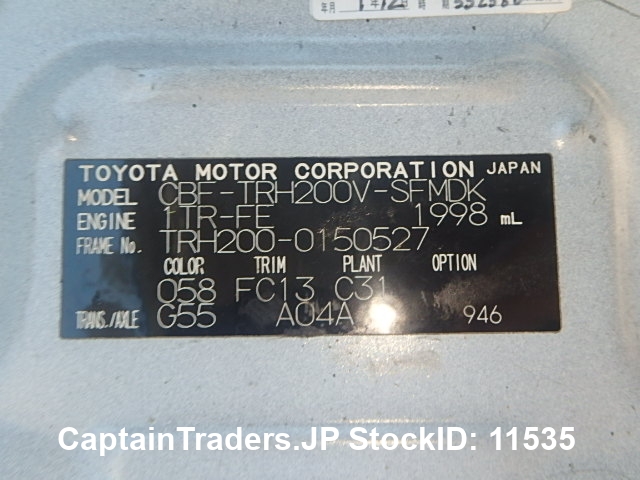 TOYOTA MOTOR CORPORATION JAPAN
MODEL CBF-TRH200V-SFMDK
ENGINE 1TR-FE 1998 mL
FRAME No. TRH200-0150527
COLOR TRIM PLANT OPTION
058 FC13 C31
TRANS./AXLE G55 A04A 946
CaptainTraders.JP StockID: 11535